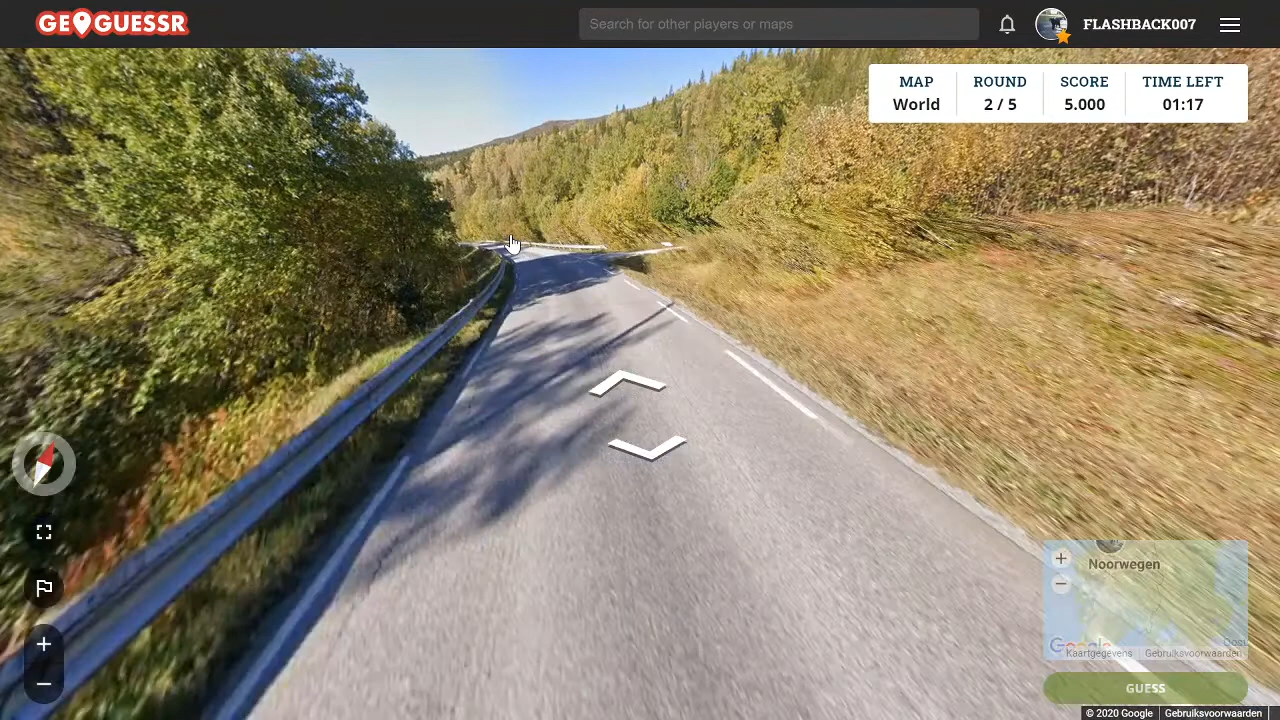 GEOGUESSR
Search for other players or maps
FLASHBACK007
MAP
World
ROUND
2 / 5
SCORE
5.000
TIME LEFT
01:17
Noorwegen
Google
Kaartgegevens
Gebruiksvoorwaarden
GUESS
© 2020 Google
Gebruiksvoorwaarden